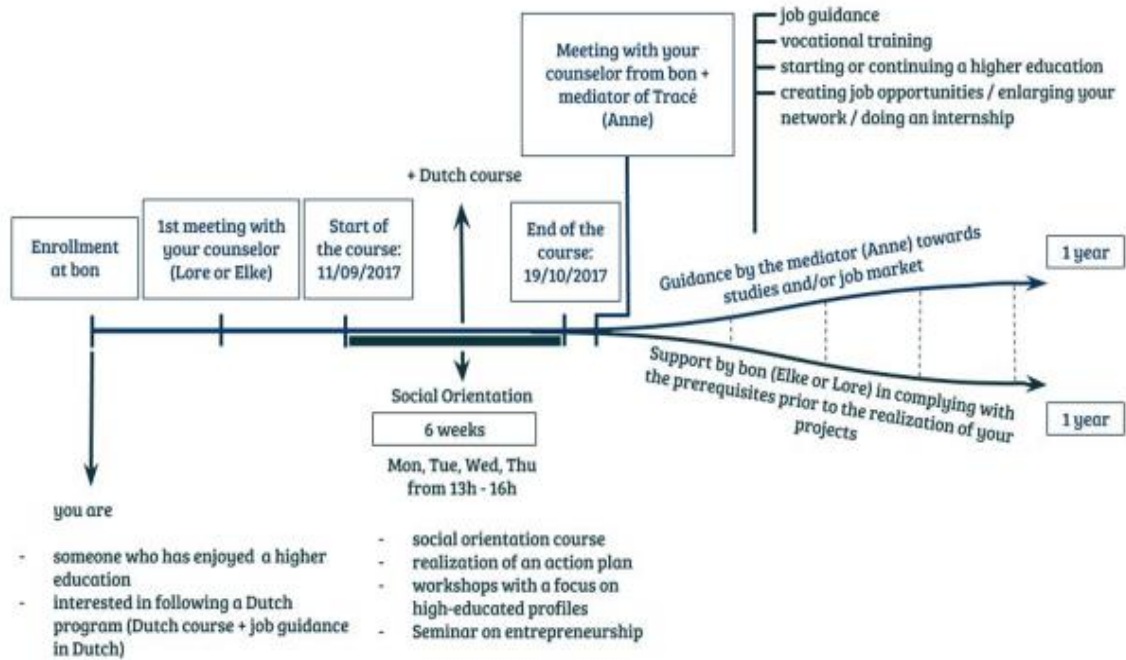 job guidance
vocational training
starting or continuing a higher education
creating job opportunities / enlarging your
network / doing an internship
Meeting with your
counselor from bon +
mediator of Tracé
(Anne)
+ Dutch course
Enrollment
at bon
1st meeting with
your counselor
(Lore or Elke)
Start of
the course:
11/09/2017
End of the
course:
19/10/2017
Guidance by the mediator (Anne) towards
studies and/or job market
1 year
Support by bon (Elke or Lore) in complying with
the prerequisites prior to the realization of your
projects
1 year
Social Orientation
6 weeks
Mon, Tue, Wed, Thu
from 13h - 16h
you are
- someone who has enjoyed a higher
education
- interested in following a Dutch
program (Dutch course + job guidance
in Dutch)
- social orientation course
- realization of an action plan
- workshops with a focus on
high-educated profiles
- Seminar on entrepreneurship